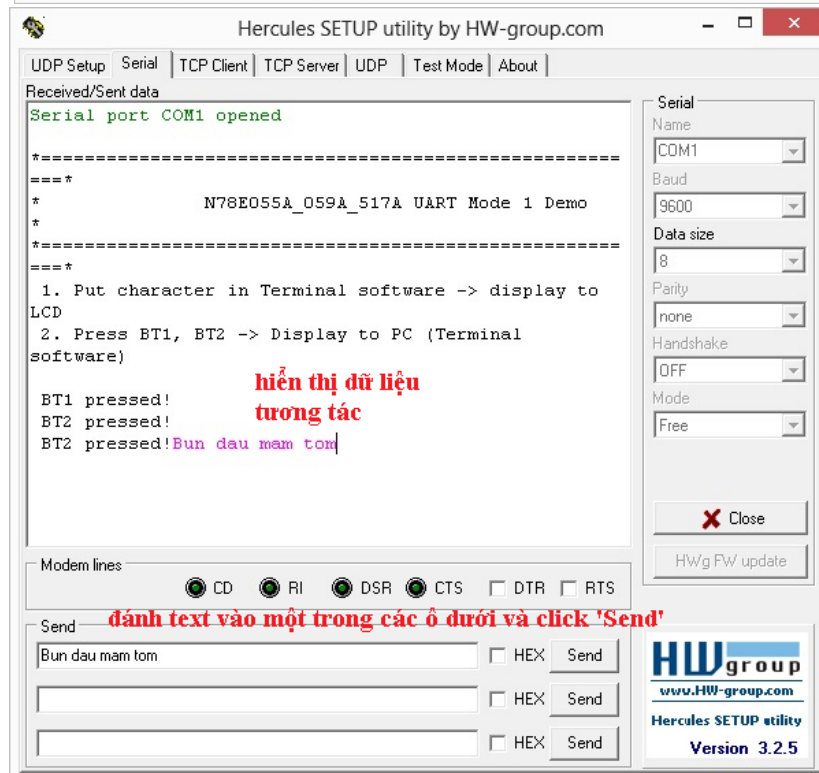 Hercules SETUP utility by HW-group.com
UDP Setup Serial TCP Client TCP Server UDP Test Mode About
Received/Sent data
Serial port COM1 opened
*=====================================================
===*
* N78E055A_059A_517A UART Mode 1 Demo
*
*=====================================================
===*
1. Put character in Terminal software -> display to
LCD
2. Press BT1, BT2 -> Display to PC (Terminal
software)
hiển thị dữ liệu
tương tác
BT1 pressed!
BT2 pressed!
BT2 pressed!Bun dau mam tom
Serial
Name
COM1
Baud
9600
Data size
8
Parity
none
Handshake
OFF
Mode
Free
Close
HWg FW update
Modem lines
CD RI DSR CTS DTR RTS
đánh text vào một trong các ô dưới và click 'Send'
Send
Bun dau mam tom HEX Send
HEX Send
HEX Send
HWgroup
www.HW-group.com
Hercules SETUP utility
Version 3.2.5